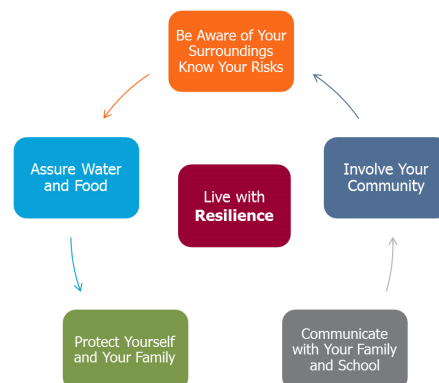 Be Aware of Your
Surroundings
Know Your Risks
Assure Water
and Food
Live with
Resilience
Involve Your
Community
Protect Yourself
and Your Family
Communicate
with Your Family
and School